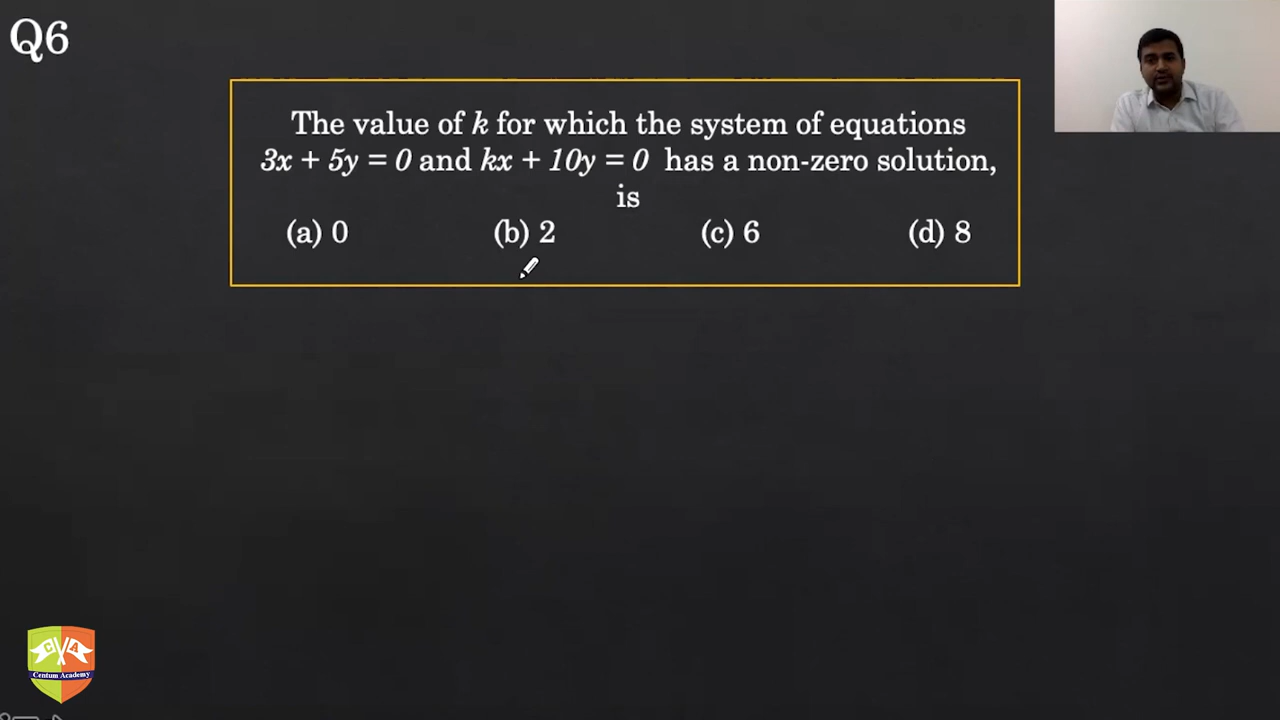 Q6
The value of k for which the system of equations
3x + 5y = 0 and kx + 10y = 0 has a non-zero solution,
is
(a) 0 (b) 2 (c) 6 (d) 8
C A
Centum Academy